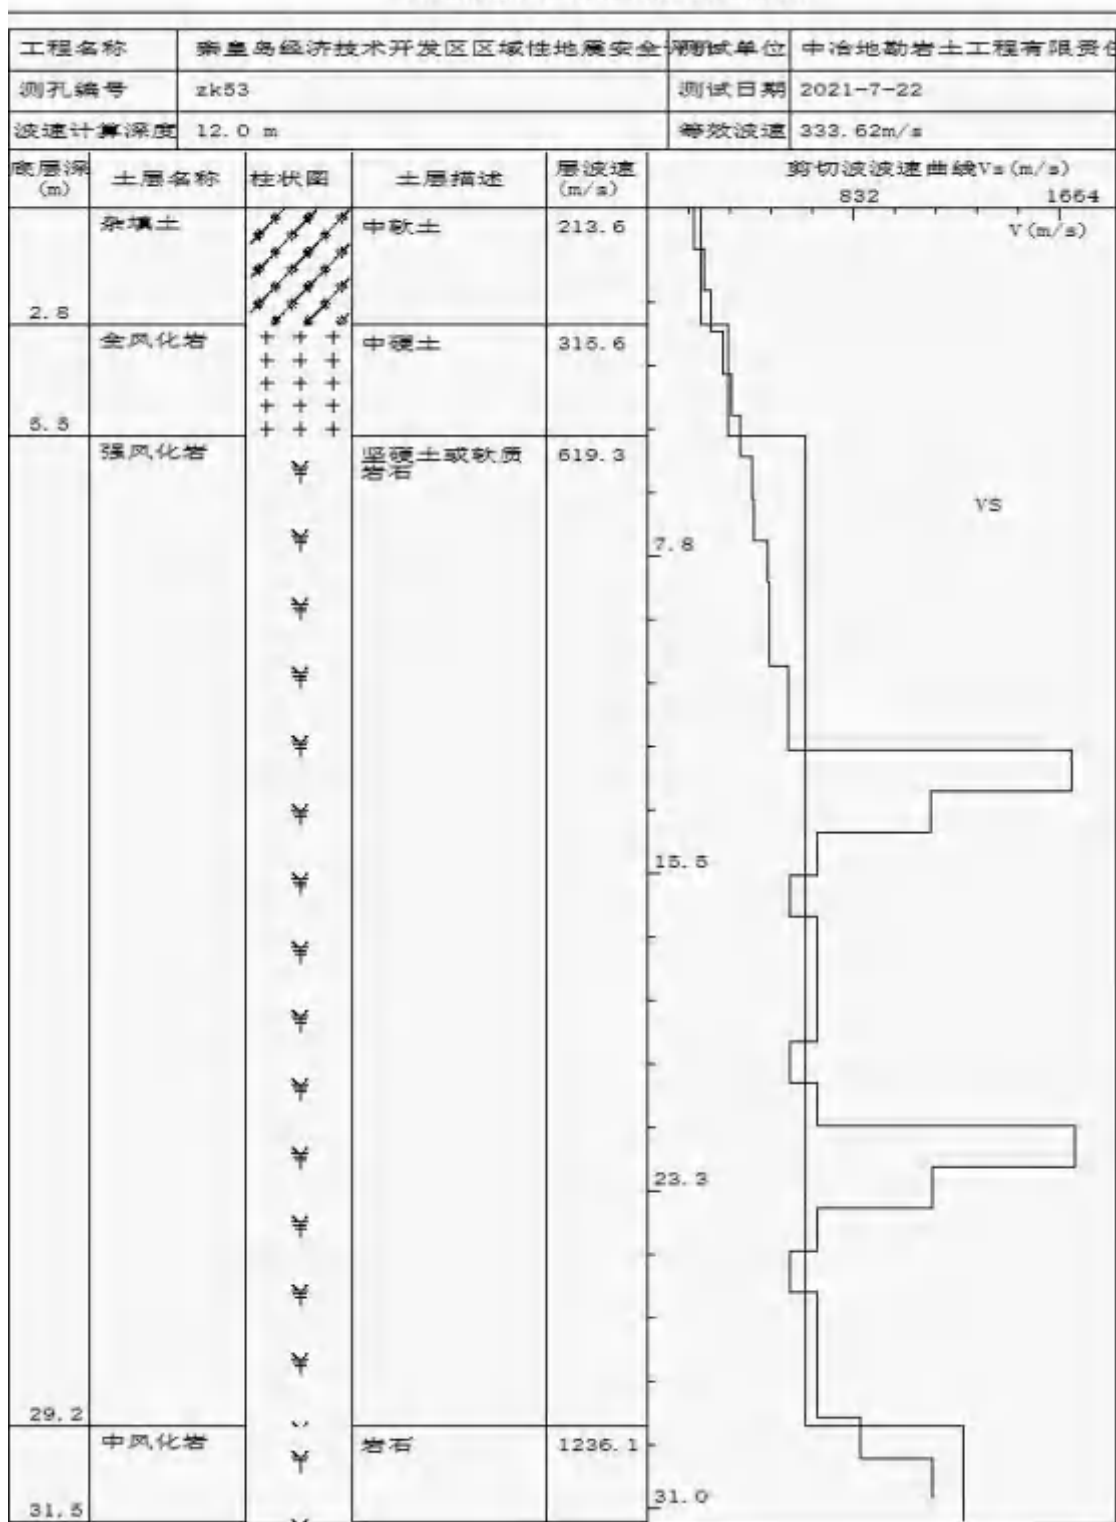 工程名称 秦皇岛经济技术开发区区域性地震安全 测试单位 中冶地勘岩土工程有限责任
测孔编号 zk53 测试日期 2021-7-22
波速计算深度 12.0 m 等效波速 333.62m/s
底层深(m) 土层名称 柱状图 土层描述 层波速(m/s) 剪切波波速曲线Vs(m/s)
832 1664
V(m/s)
杂填土 中软土 213.6
2.8
全风化岩 中硬土 315.6
5.5
强风化岩 坚硬土或软质岩石 619.3
VS
7.8
15.5
23.3
29.2
中风化岩 岩石 1236.1
31.0
31.5